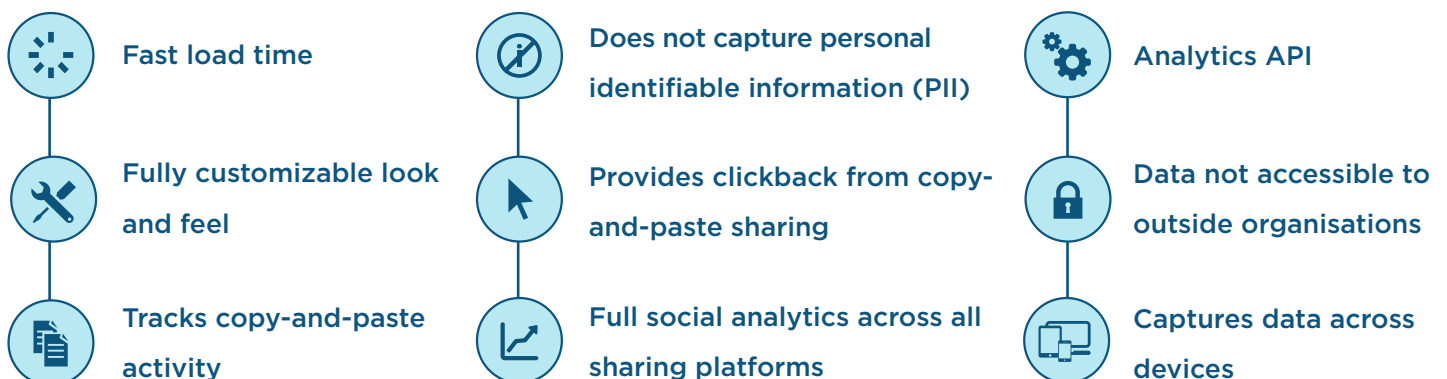 Fast load time
Fully customizable look
and feel
Tracks copy-and-paste
activity
Does not capture personal
identifiable information (PII)
Provides clickback from copy-
and-paste sharing
Full social analytics across all
sharing platforms
Analytics API
Data not accessible to
outside organisations
Captures data across
devices